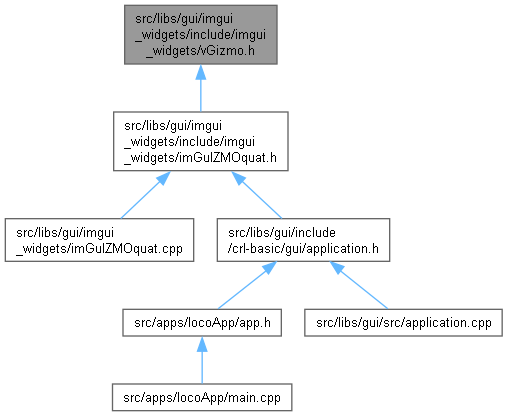 src/libs/gui/imgui
_widgets/include/imgui
_widgets/vGizmo.h
src/libs/gui/imgui
_widgets/include/imgui
_widgets/imGuIZMOquat.h
src/libs/gui/imgui
_widgets/imGuIZMOquat.cpp
src/libs/gui/include
/crl-basic/gui/application.h
src/apps/locoApp/app.h
src/libs/gui/src/application.cpp
src/apps/locoApp/main.cpp